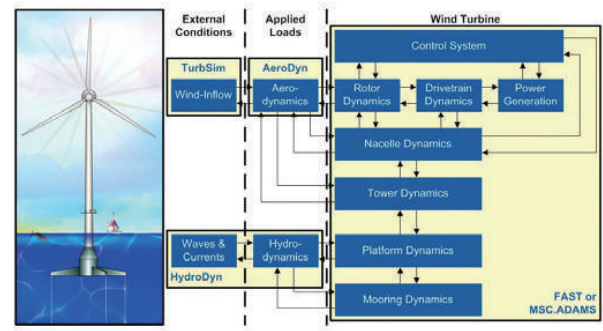 External
Conditions
Applied
Loads
Wind Turbine
Control System
TurbSim
AeroDyn
Wind-Inflow
Aero-
dynamics
Rotor
Dynamics
Drivetrain
Dynamics
Power
Generation
Nacelle Dynamics
Tower Dynamics
Waves &
Currents
Hydro-
dynamics
Platform Dynamics
HydroDyn
Mooring Dynamics
FAST or
MSC.ADAMS